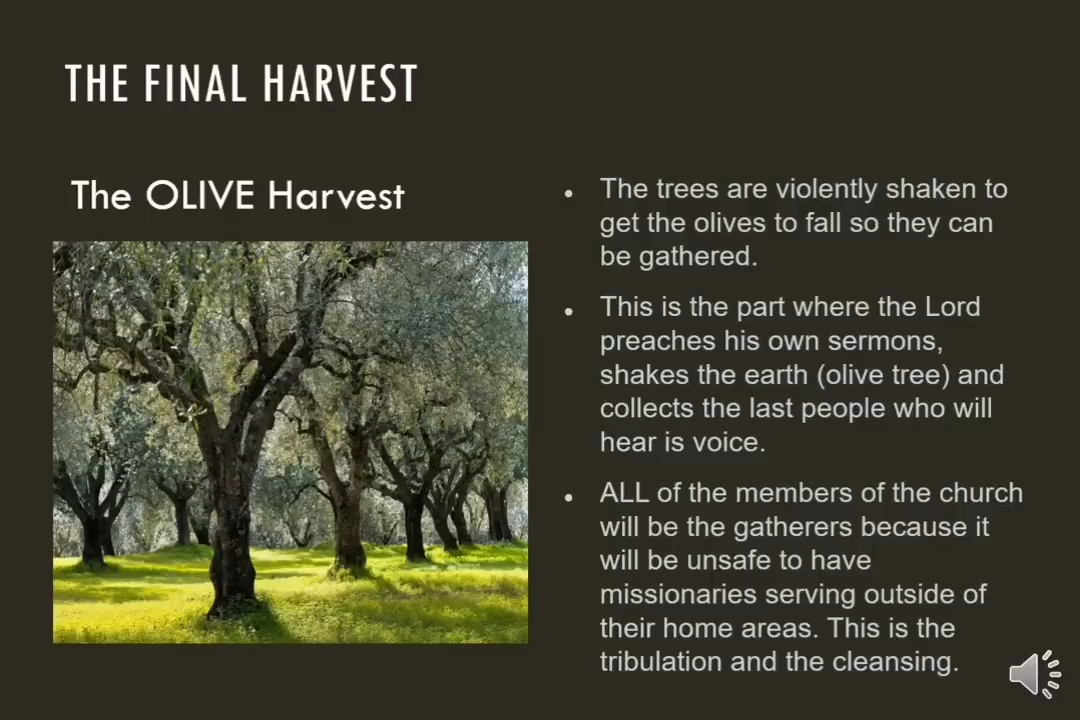 THE FINAL HARVEST
The OLIVE Harvest
• The trees are violently shaken to
get the olives to fall so they can
be gathered.
• This is the part where the Lord
preaches his own sermons,
shakes the earth (olive tree) and
collects the last people who will
hear is voice.
• ALL of the members of the church
will be the gatherers because it
will be unsafe to have
missionaries serving outside of
their home areas. This is the
tribulation and the cleansing.